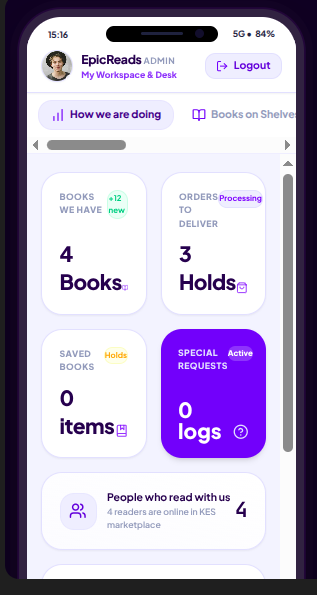 15:16
5G 84%
EpicReads ADMIN
My Workspace & Desk
Logout
How we are doing
Books on Shelves
BOOKS
WE HAVE
+12
new
4
Books
ORDERS
TO
DELIVER
Processing
3
Holds
SAVED
BOOKS
Holds
0
items
SPECIAL
REQUESTS
Active
0
logs
People who read with us
4 readers are online in KES
marketplace
4